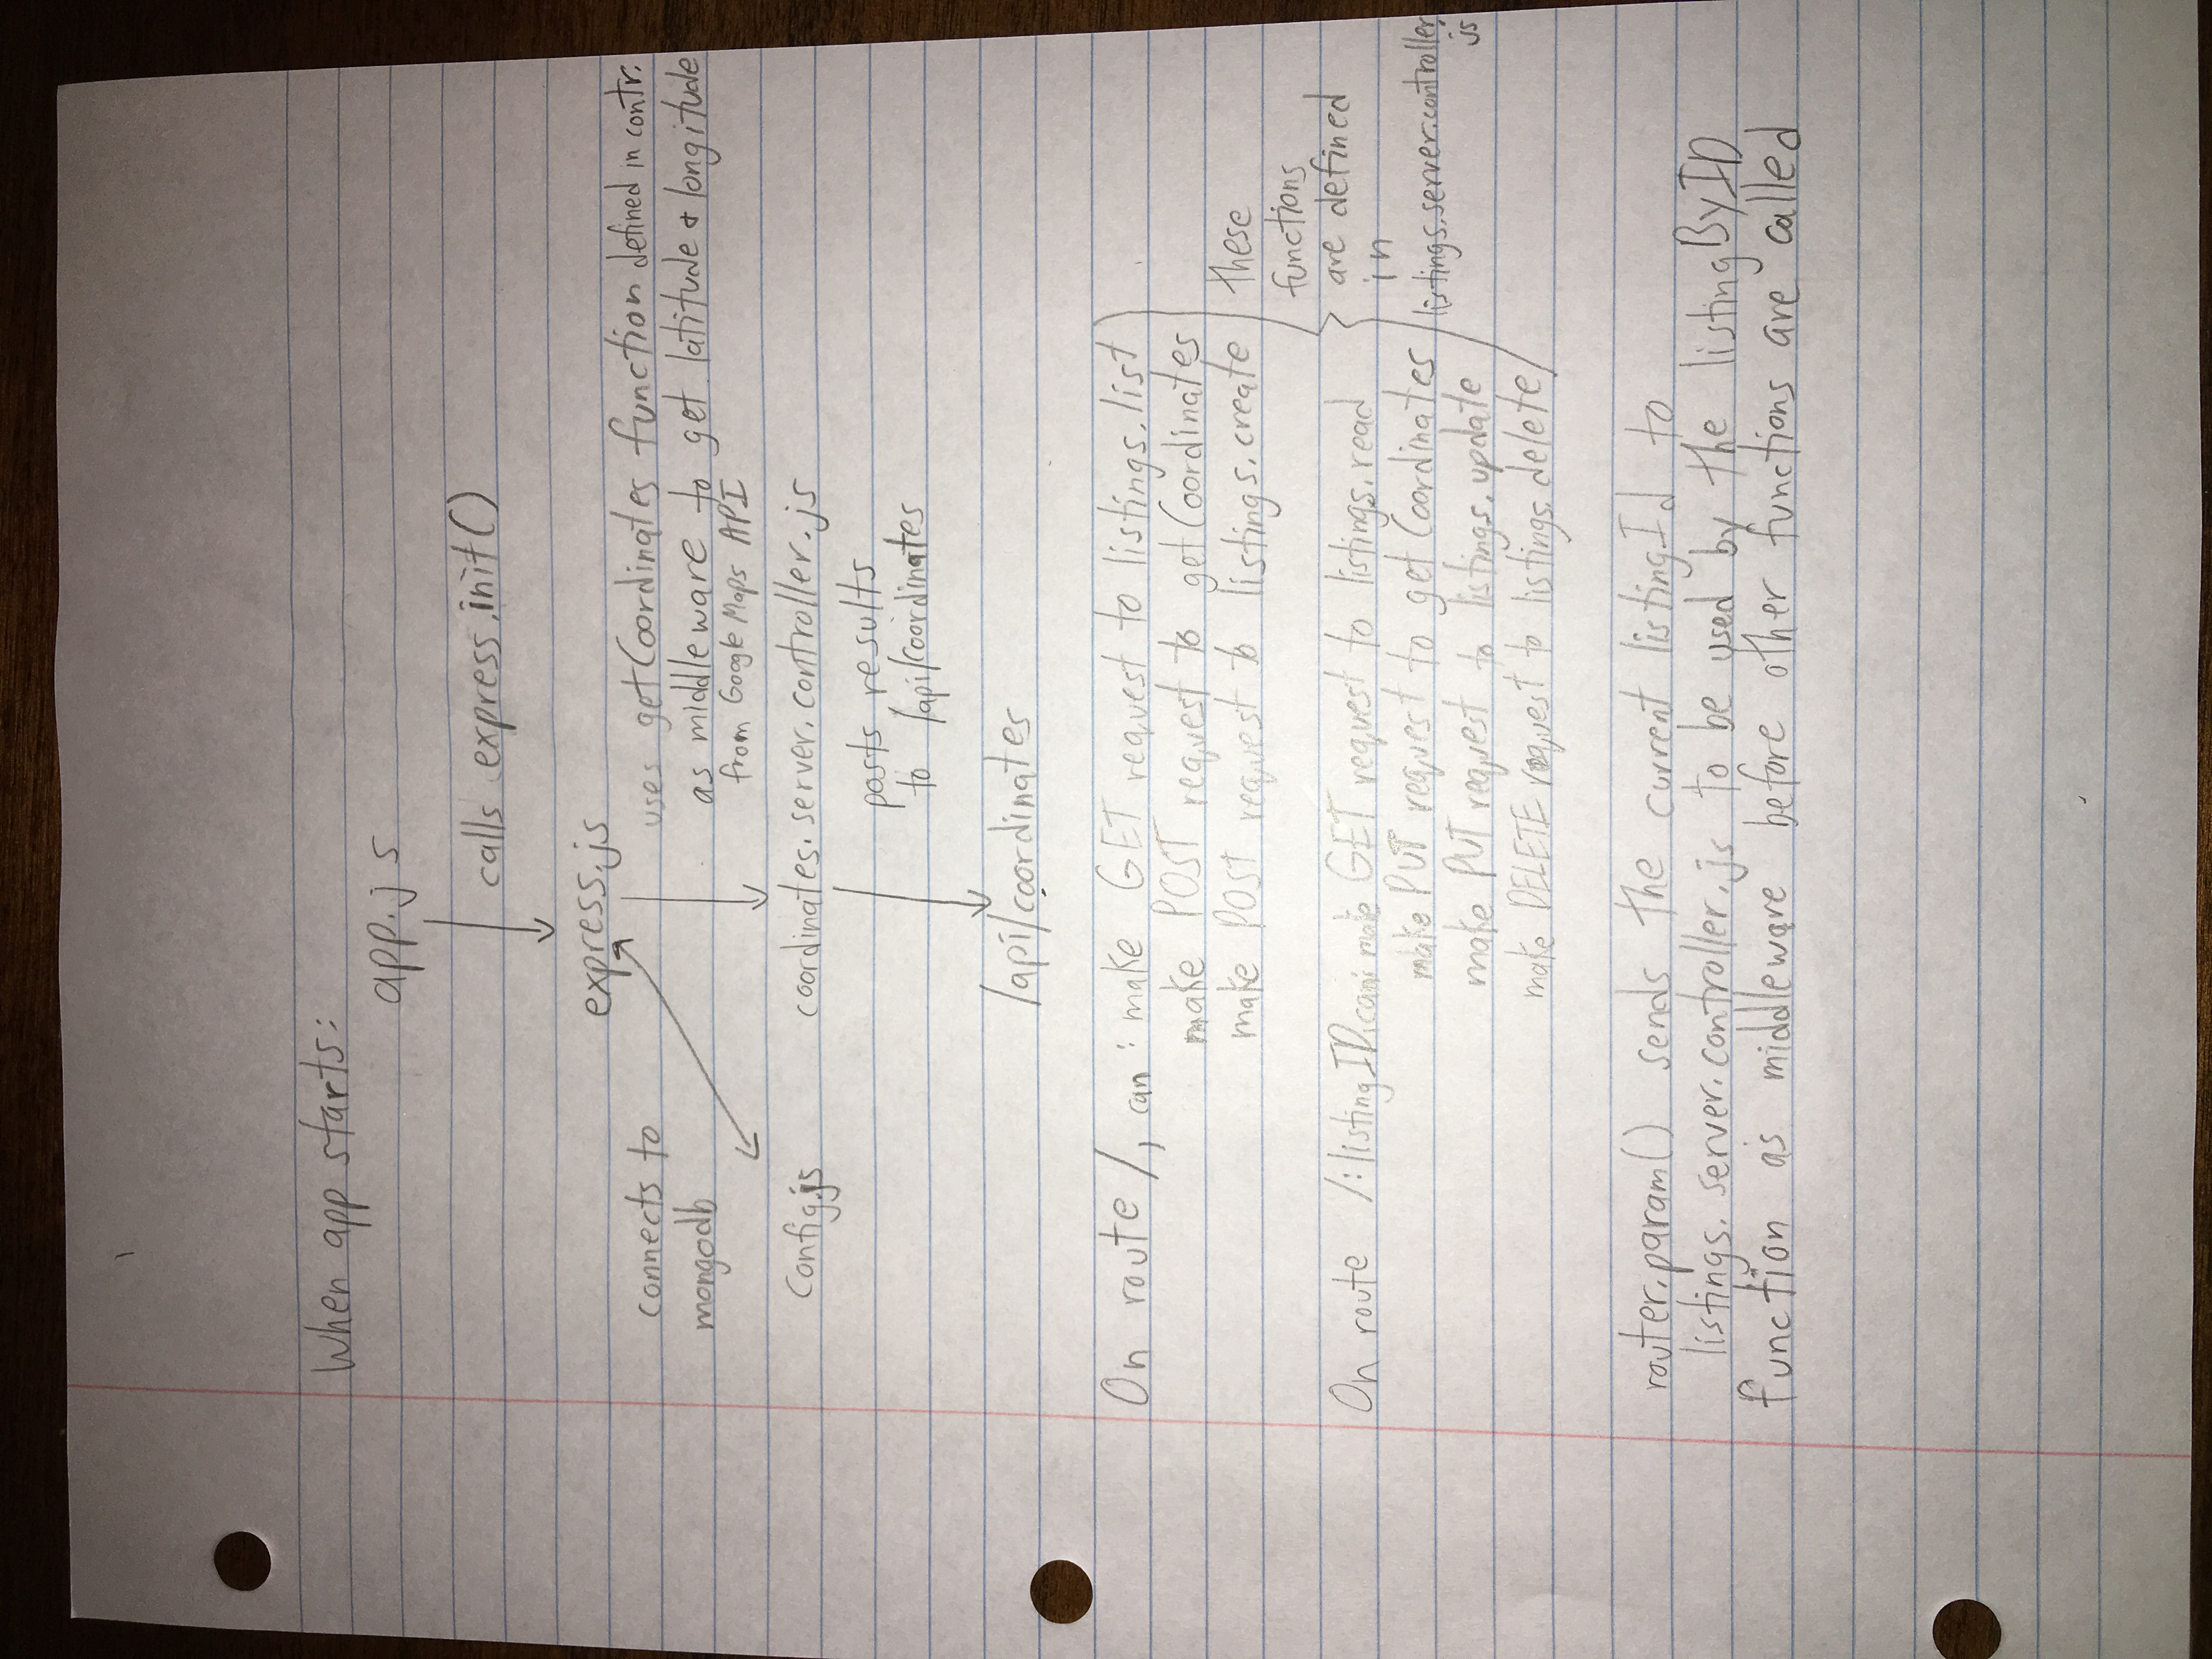 When app starts:
app.js
calls express.init()
express.js
connects to
mongodb
uses getCoordinates function defined in contr.
as middleware to get latitude & longitude
from Google Maps API
Config.js
coordinates.server.controller.js
posts results
to /api/coordinates
/api/coordinates
On route /, can: make GET request to listings.list
make POST request to getCoordinates
make POST request to listings.create
On route /:listingID, can: make GET request to listings.read
make PUT request to getCoordinates
make PUT request to listings.update
make DELETE request to listings.delete
these
functions
are defined
in
listings.server.controller.
js
router.param() sends the current listingId to
listings.server.controller.js to be used by the listingByID
function as middleware before other functions are called